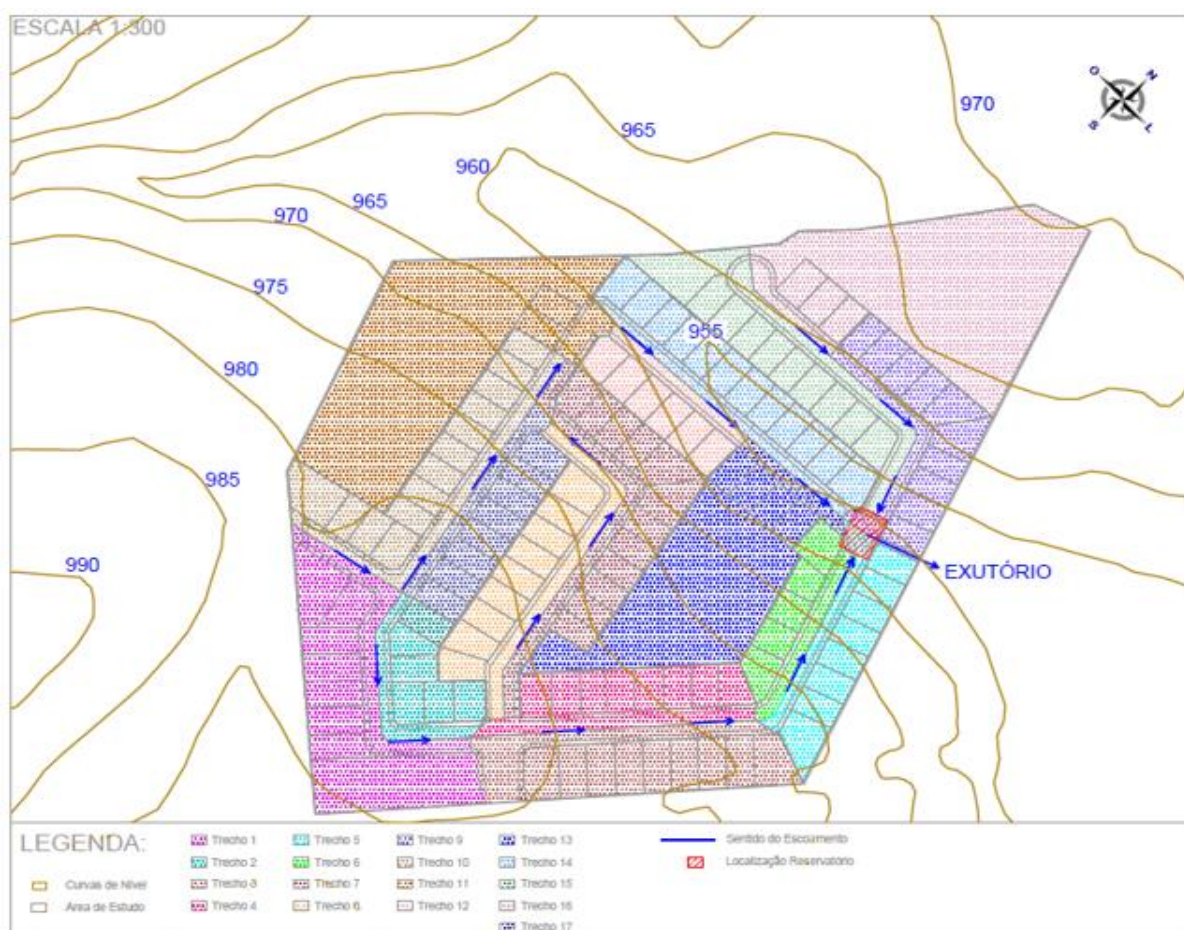 ESCALA 1:300
O N
S L
970
965
960
965
970
975
955
980
985
990
EXUTÓRIO
LEGENDA:
Curvas de Nível
Área de Estudo
Trecho 1
Trecho 2
Trecho 3
Trecho 4
Trecho 5
Trecho 6
Trecho 7
Trecho 9
Trecho 10
Trecho 11
Trecho 12
Trecho 13
Trecho 14
Trecho 15
Trecho 16
Trecho 17
Sentido do Escoamento
Localização Reservatório